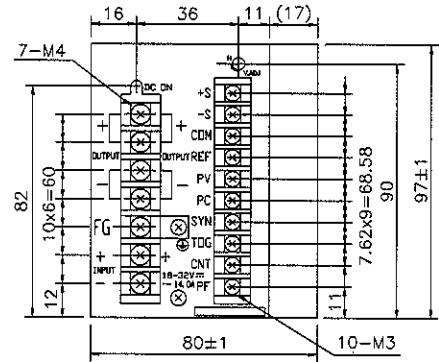 16 36 11 (17)
7-M4
DC ON
V.ADJ
+S
-S
+ +
COM
OUTPUT OUTPUT
REF
- -
PV
PC
FG
SYN
TOG
+ +
INPUT
CNT
18-32V
14.0A
-
PF
82
10x6=60
12
7.62x9=68.58
11
90
97±1
80±1
10-M3